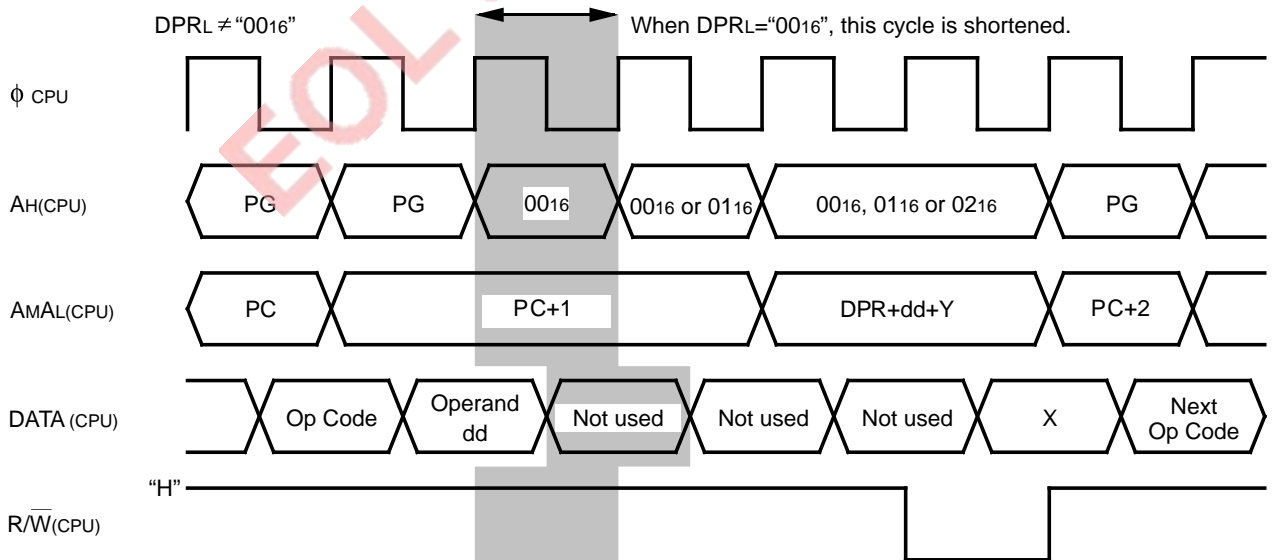 DPRL ≠ “0016”
When DPRL=“0016”, this cycle is shortened.
EOL
ϕ CPU
AH(CPU)
PG
PG
0016
0016 or 0116
0016, 0116 or 0216
PG
AMAL(CPU)
PC
PC+1
DPR+dd+Y
PC+2
DATA (CPU)
Op Code
Operand
dd
Not used
Not used
Not used
X
Next
Op Code
“H”
R/W̅(CPU)